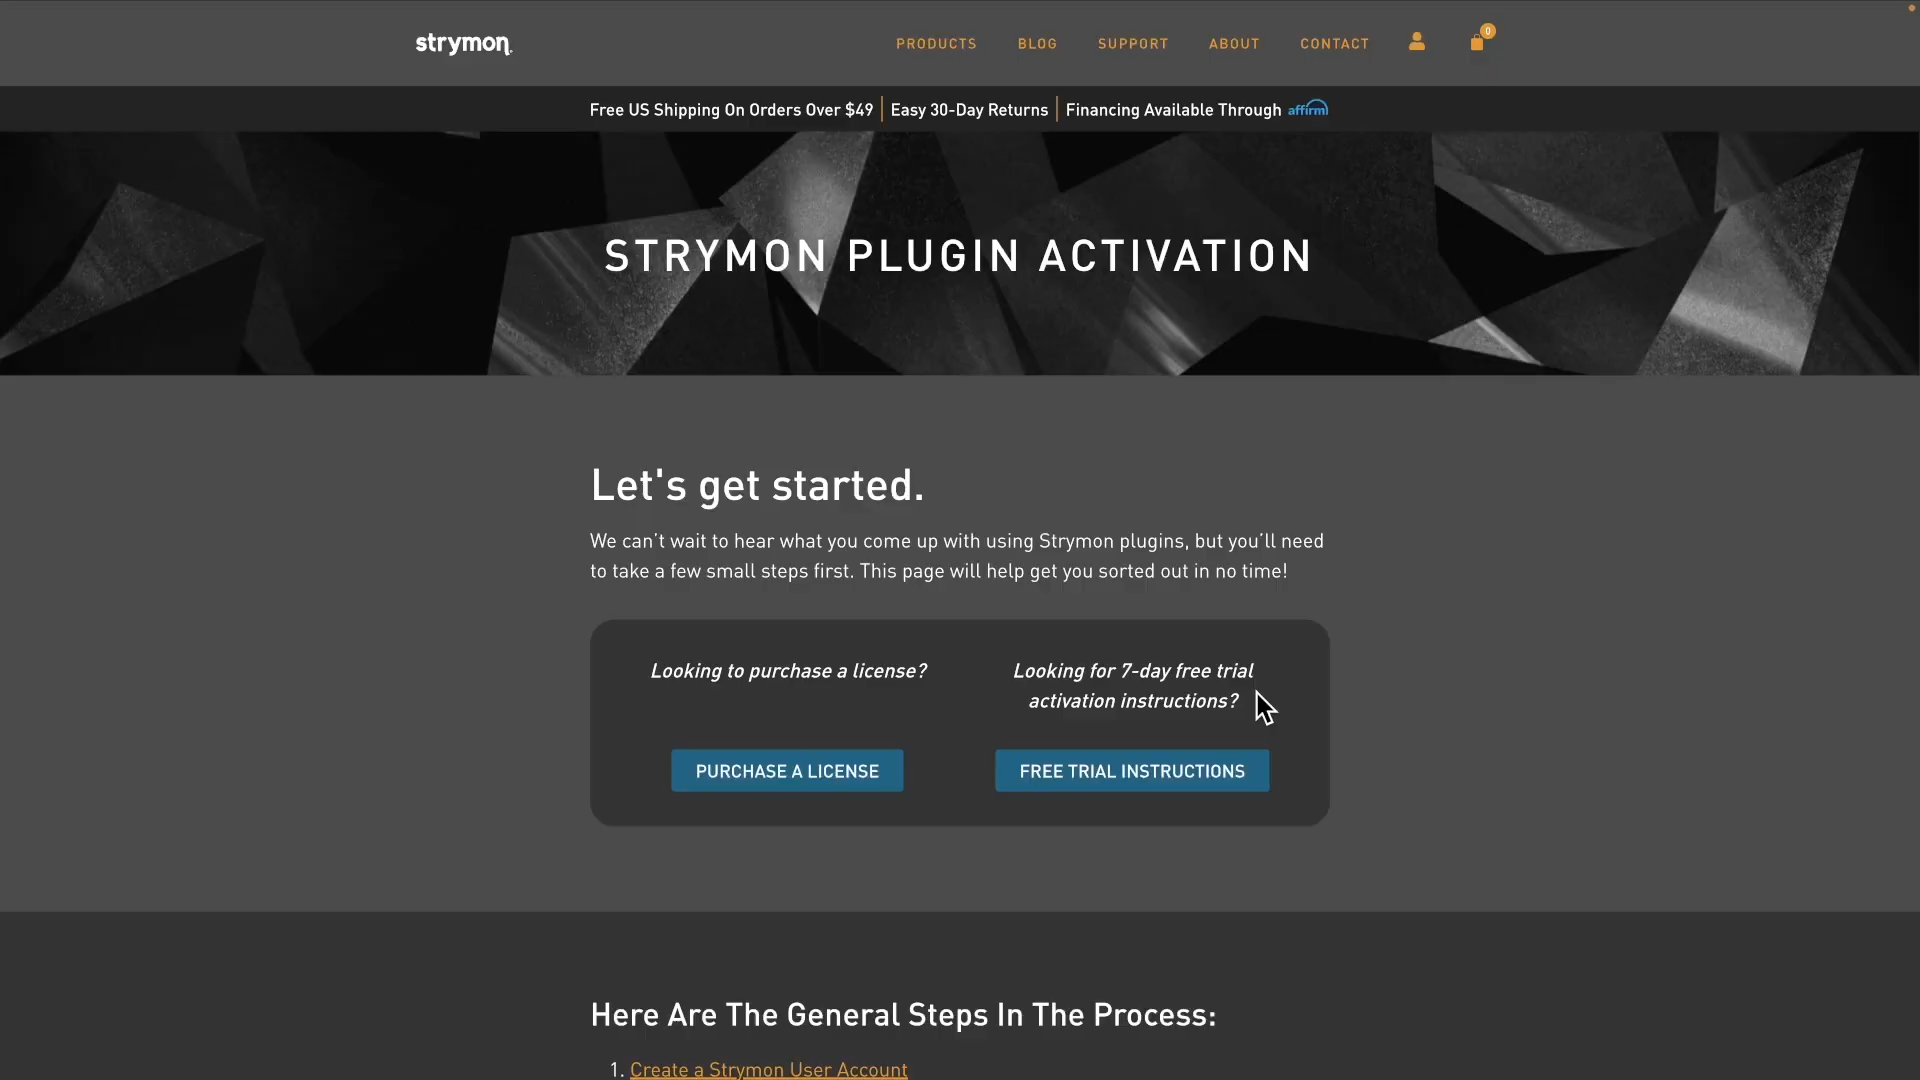 strymon
PRODUCTS
BLOG
SUPPORT
ABOUT
CONTACT
0
Free US Shipping On Orders Over $49 Easy 30-Day Returns Financing Available Through affirm
STRYMON PLUGIN ACTIVATION
Let's get started.
We can't wait to hear what you come up with using Strymon plugins, but you'll need
to take a few small steps first. This page will help get you sorted out in no time!
Looking to purchase a license?
PURCHASE A LICENSE
Looking for 7-day free trial
activation instructions?
FREE TRIAL INSTRUCTIONS
Here Are The General Steps In The Process:
1. Create a Strymon User Account